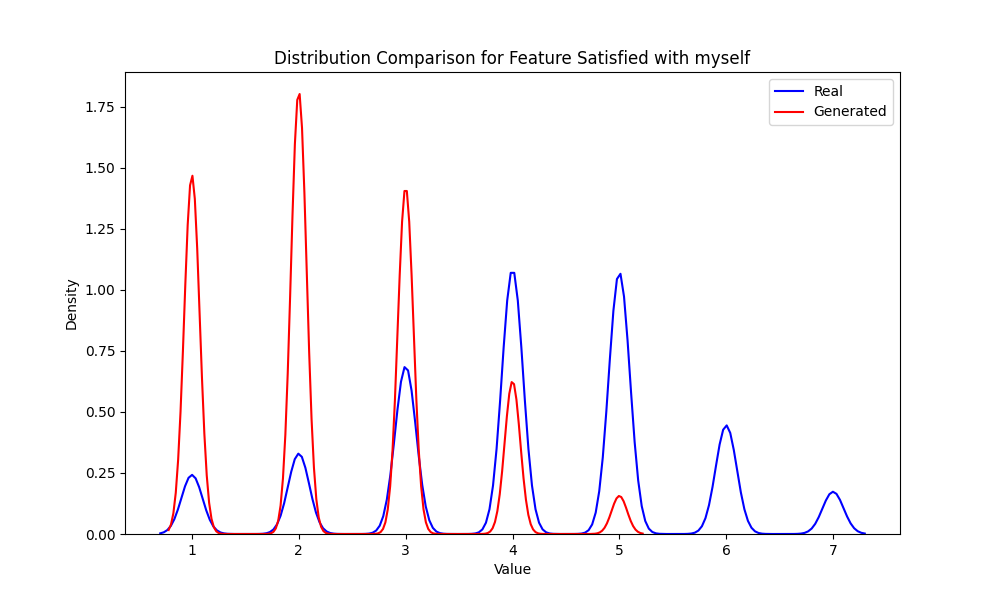 Distribution Comparison for Feature Satisfied with myself
Real
Generated
Density
1.75
1.50
1.25
1.00
0.75
0.50
0.25
0.00
1 2 3 4 5 6 7
Value